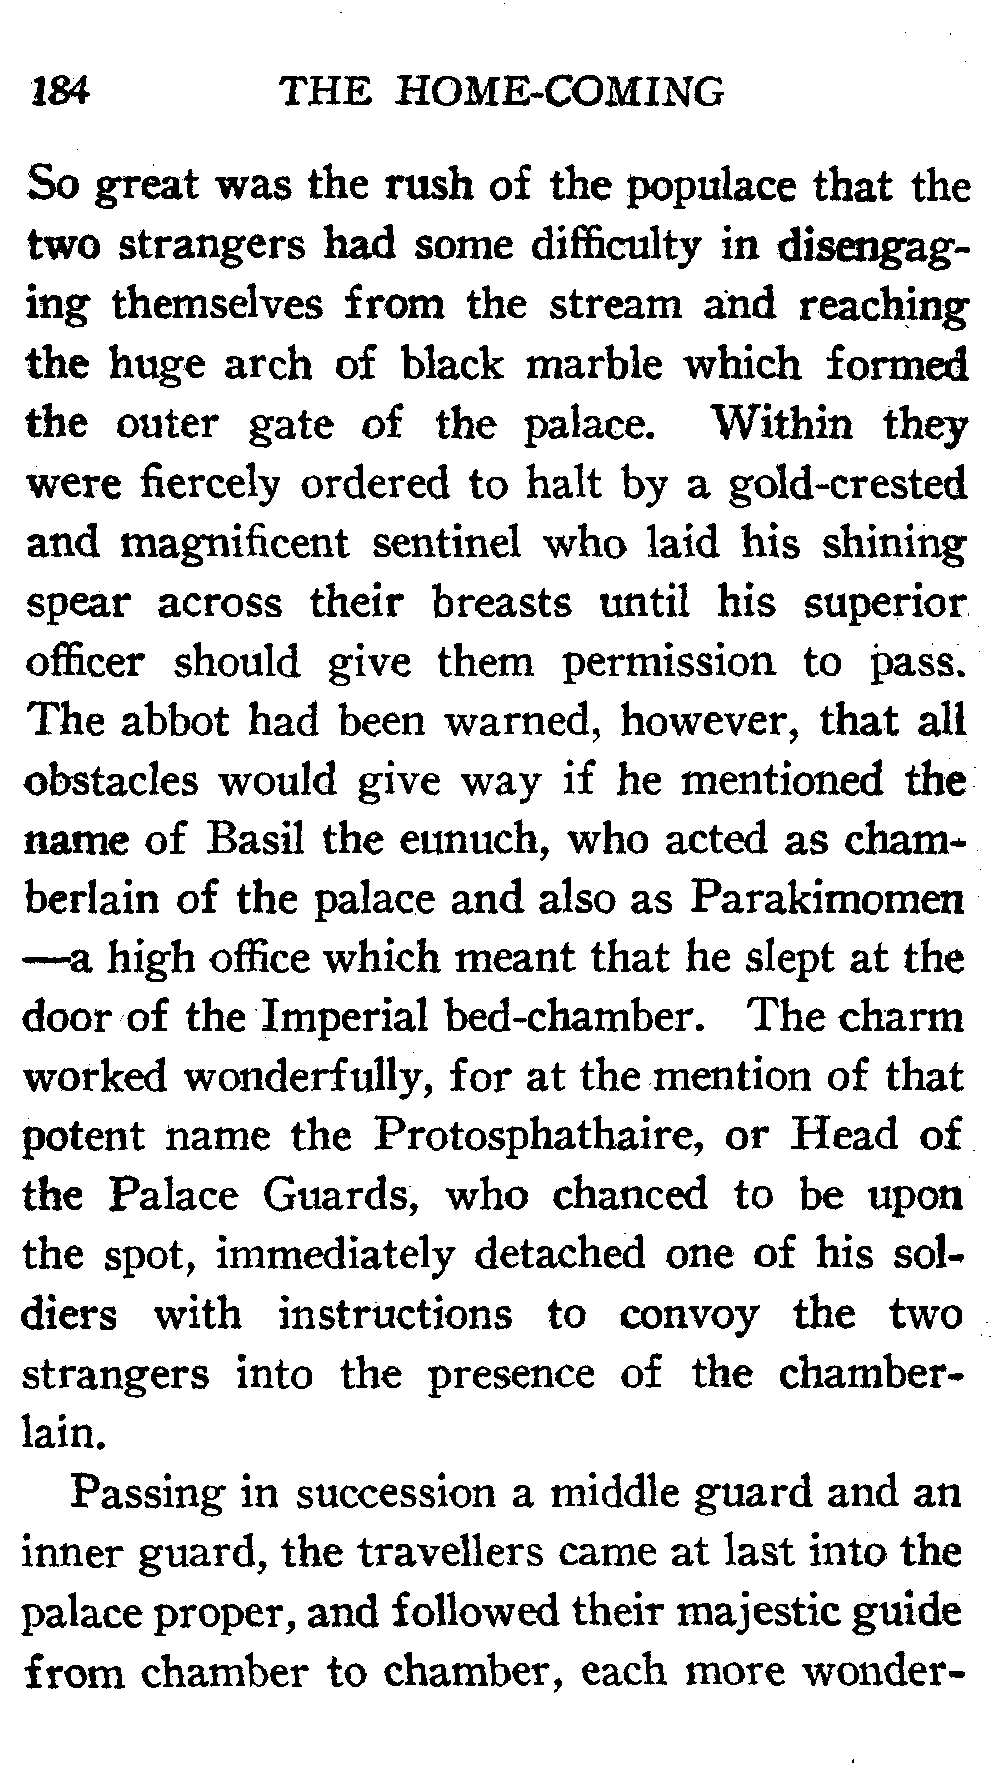 184 THE HOME-COMING
So great was the rush of the populace that the
two strangers had some difficulty in disengag-
ing themselves from the stream and reaching
the huge arch of black marble which formed
the outer gate of the palace. Within they
were fiercely ordered to halt by a gold-crested
and magnificent sentinel who laid his shining
spear across their breasts until his superior
officer should give them permission to pass.
The abbot had been warned, however, that all
obstacles would give way if he mentioned the
name of Basil the eunuch, who acted as cham-
berlain of the palace and also as Parakimomen
—a high office which meant that he slept at the
door of the Imperial bed-chamber. The charm
worked wonderfully, for at the mention of that
potent name the Protosphathaire, or Head of
the Palace Guards, who chanced to be upon
the spot, immediately detached one of his sol-
diers with instructions to convoy the two
strangers into the presence of the chamber-
lain.
Passing in succession a middle guard and an
inner guard, the travellers came at last into the
palace proper, and followed their majestic guide
from chamber to chamber, each more wonder-